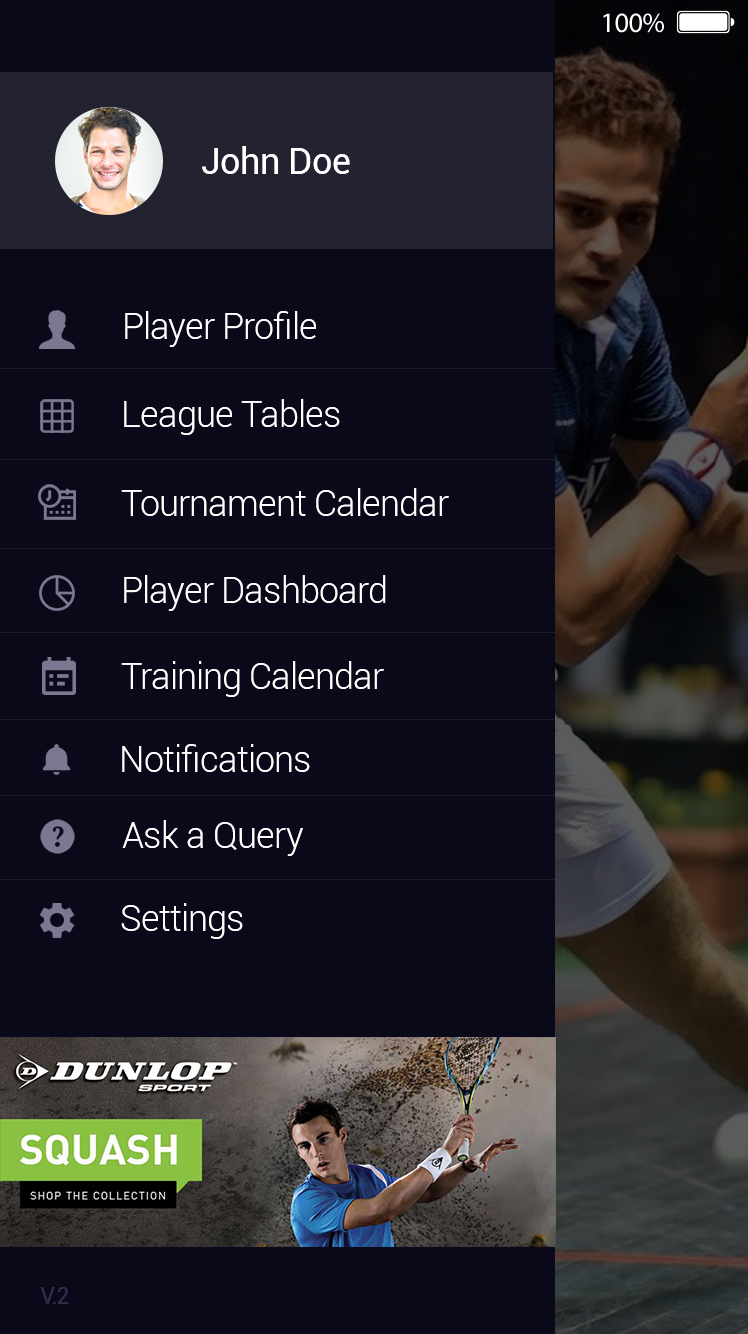 100%
John Doe
Player Profile
League Tables
Tournament Calendar
Player Dashboard
Training Calendar
Notifications
Ask a Query
Settings
DUNLOP
SPORT
SQUASH
SHOP THE COLLECTION
V.2